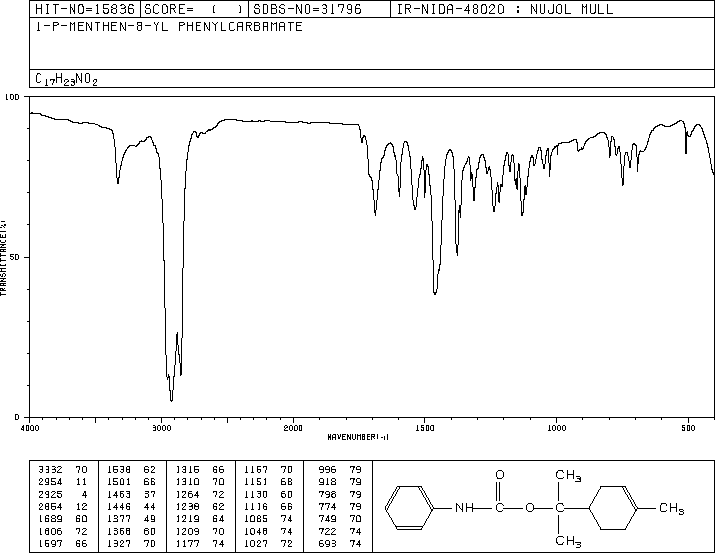 HIT-NO=15836 SCORE= ( ) SDBS-NO=31796 IR-NIDA-48020 : NUJOL MULL
1-P-MENTHEN-8-YL PHENYLCARBAMATE
C17H23NO2
100
50
0
TRANSMITTANCE(%)
4000 3000 2000 1500 1000 500
WAVENUMBER(-1)
3332 70 1538 62 1315 66 1157 70 996 79
2954 11 1501 66 1310 70 1151 68 918 79
2925 4 1463 37 1264 72 1130 60 798 79
2854 12 1446 44 1238 62 1116 66 774 79
1689 60 1377 49 1219 64 1085 74 749 70
1606 72 1368 60 1209 70 1048 74 722 74
1597 66 1327 70 1177 74 1027 72 693 74
NH
C
O
O
C
CH3
CH3
CH3